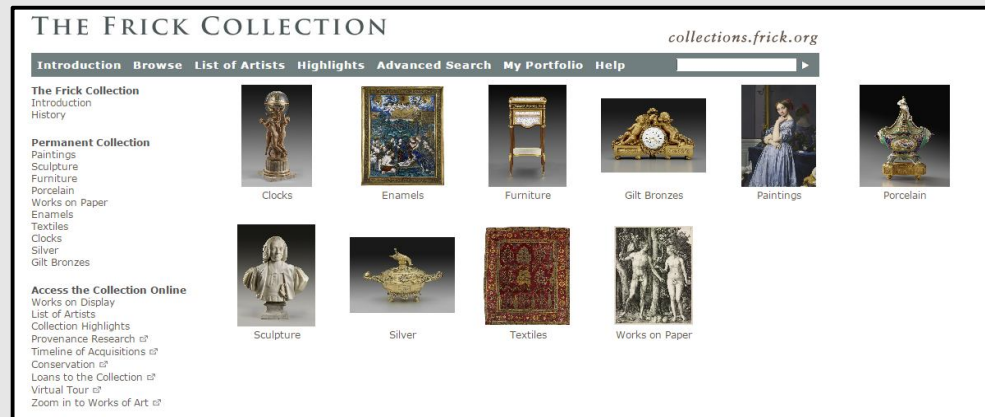 THE FRICK COLLECTION
collections.frick.org
Introduction Browse List of Artists Highlights Advanced Search My Portfolio Help
The Frick Collection
Introduction
History
Permanent Collection
Paintings
Sculpture
Furniture
Porcelain
Works on Paper
Enamels
Textiles
Clocks
Silver
Gilt Bronzes
Access the Collection Online
Works on Display
List of Artists
Collection Highlights
Provenance Research
Timeline of Acquisitions
Conservation
Loans to the Collection
Virtual Tour
Zoom in to Works of Art
Clocks Enamels Furniture Gilt Bronzes Paintings Porcelain
Sculpture Silver Textiles Works on Paper